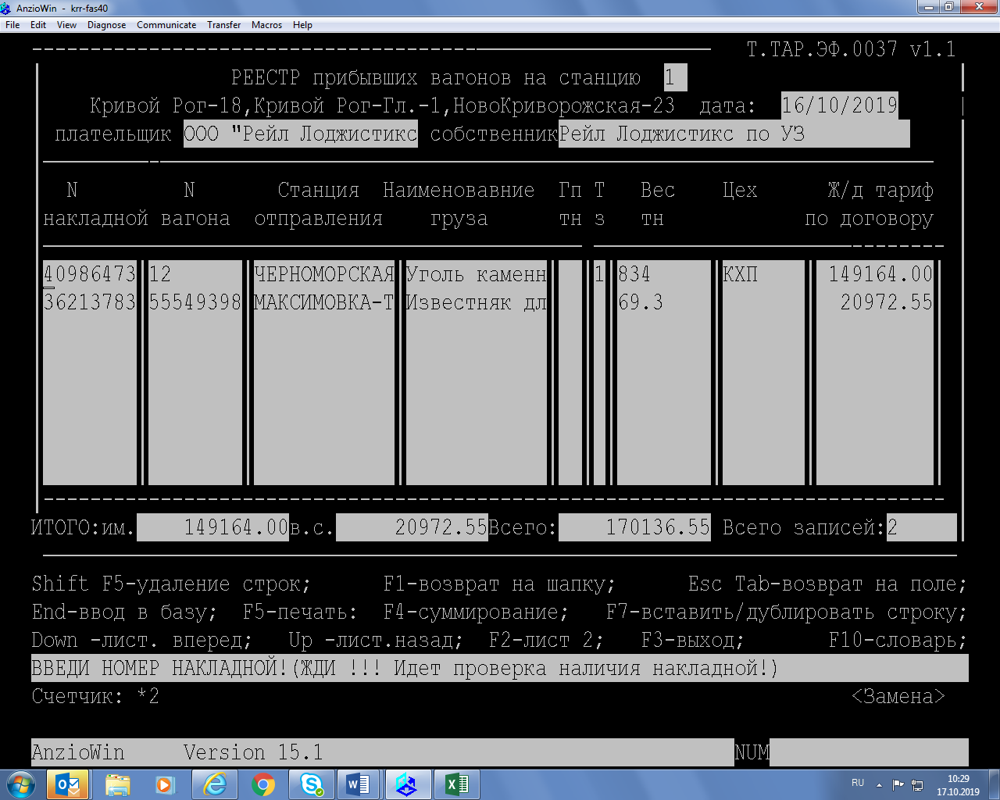 AnzioWin - krr-fas40
File Edit View Diagnose Communicate Transfer Macros Help
Т.ТАР.ЭФ.0037 v1.1
РЕЕСТР прибывших вагонов на станцию 1
Кривой Рог-18,Кривой Рог-Гл.-1,НовоКриворожская-23 дата: 16/10/2019
плательщик ООО "Рейл Лоджистикс собственник Рейл Лоджистикс по УЗ
N N Станция Наименовавние Гп Т Вес Цех Ж/д тариф
накладной вагона отправления груза тн з тн по договору
40986473 12 ЧЕРНОМОРСКАЯ Уголь каменн 1 834 КХП 149164.00
36213783 55549398 МАКСИМОВКА-Т Известняк дл 69.3 20972.55
ИТОГО:им. 149164.00 в.с. 20972.55 Всего: 170136.55 Всего записей:2
Shift F5-удаление строк; F1-возврат на шапку; Esc Tab-возврат на поле;
End-ввод в базу; F5-печать: F4-суммирование; F7-вставить/дублировать строку;
Down -лист. вперед; Up -лист.назад; F2-лист 2; F3-выход; F10-словарь;
ВВЕДИ НОМЕР НАКЛАДНОЙ!(ЖДИ !!! Идет проверка наличия накладной!)
Счетчик: *2 <Замена>
AnzioWin Version 15.1 NUM
RU 10:29
17.10.2019